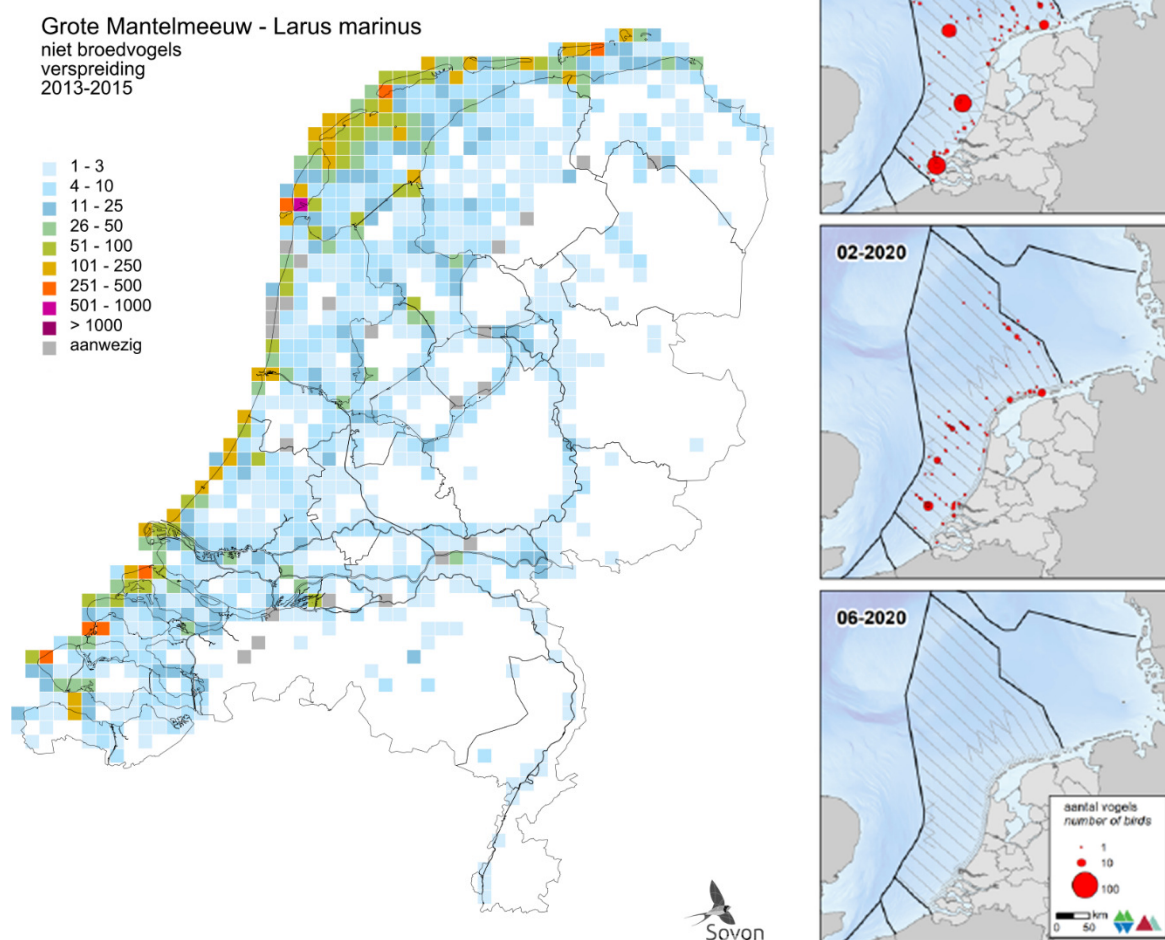 Grote Mantelmeeuw - Larus marinus
niet broedvogels
verspreiding
2013-2015
1 - 3
4 - 10
11 - 25
26 - 50
51 - 100
101 - 250
251 - 500
501 - 1000
> 1000
aanwezig
Sovon
02-2020
06-2020
aantal vogels
number of birds
1
10
100
km
0 50